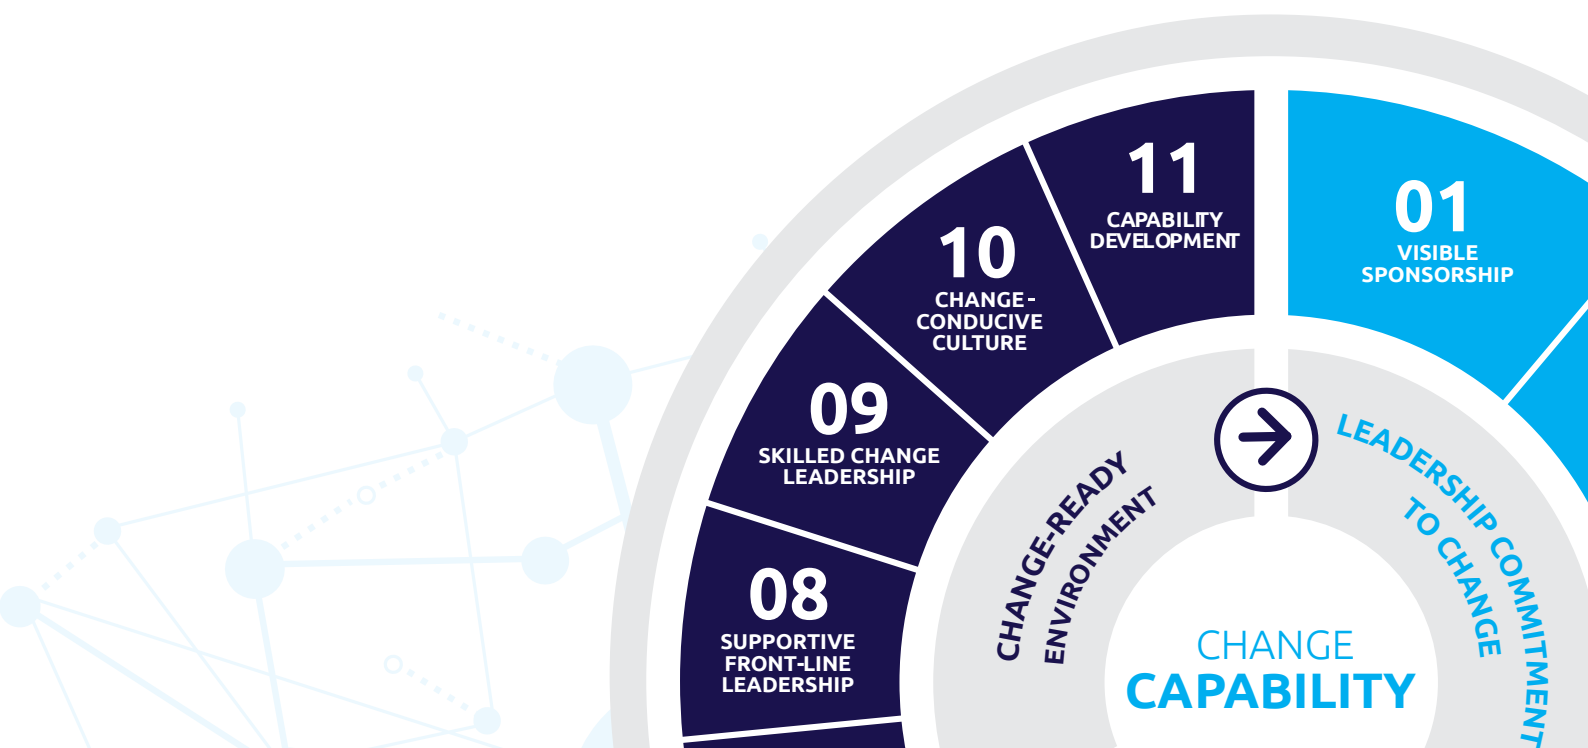 11
CAPABILITY
DEVELOPMENT
01
VISIBLE
SPONSORSHIP
10
CHANGE-
CONDUCIVE
CULTURE
09
SKILLED CHANGE
LEADERSHIP
08
SUPPORTIVE
FRONT-LINE
LEADERSHIP
CHANGE-READY
ENVIRONMENT
LEADERSHIP COMMITMENT
TO CHANGE
CHANGE
CAPABILITY